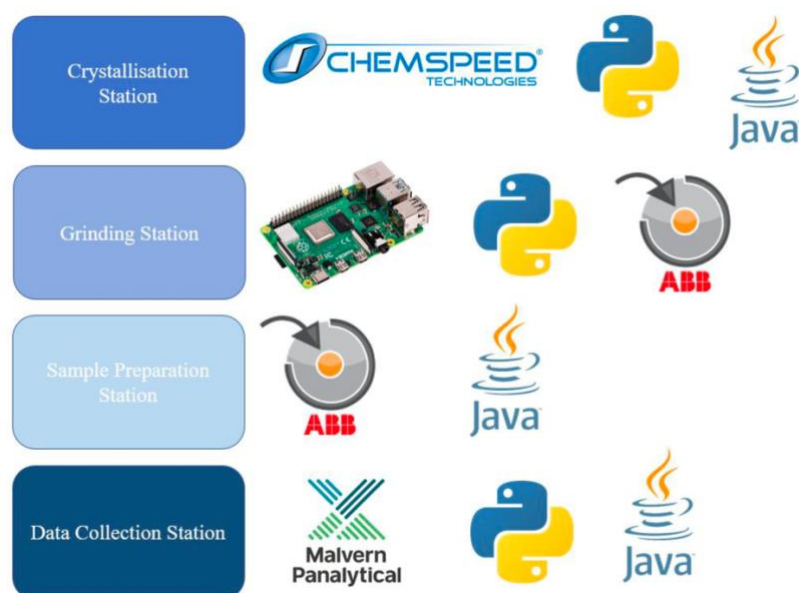 Crystallisation
Station
CHEMSPEED®
TECHNOLOGIES
Java
Grinding Station
ABB
Sample Preparation
Station
ABB
Java
Data Collection Station
Malvern
Panalytical
Java